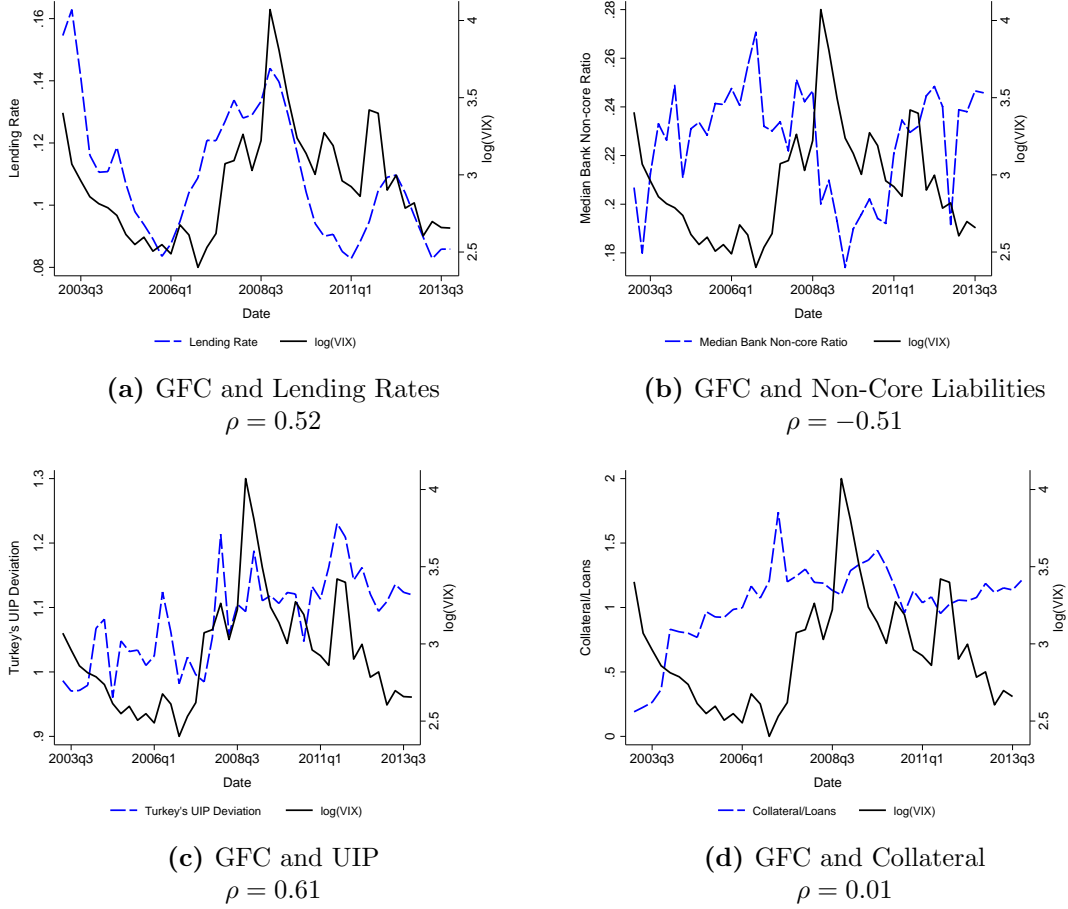 .08 .1 .12 .14 .16
Lending Rate
2.5 3 3.5 4
log(VIX)
2003q3 2006q1 2008q3 2011q1 2013q3
Date
Lending Rate log(VIX)
(a) GFC and Lending Rates
ρ = 0.52
.18 .2 .22 .24 .26 .28
Median Bank Non-core Ratio
2.5 3 3.5 4
log(VIX)
2003q3 2006q1 2008q3 2011q1 2013q3
Date
Median Bank Non-core Ratio log(VIX)
(b) GFC and Non-Core Liabilities
ρ = −0.51
.9 1 1.1 1.2 1.3
Turkey's UIP Deviation
2.5 3 3.5 4
log(VIX)
2003q3 2006q1 2008q3 2011q1 2013q3
Date
Turkey's UIP Deviation log(VIX)
(c) GFC and UIP
ρ = 0.61
0 .5 1 1.5 2
Collateral/Loans
2.5 3 3.5 4
log(VIX)
2003q3 2006q1 2008q3 2011q1 2013q3
Date
Collateral/Loans log(VIX)
(d) GFC and Collateral
ρ = 0.01